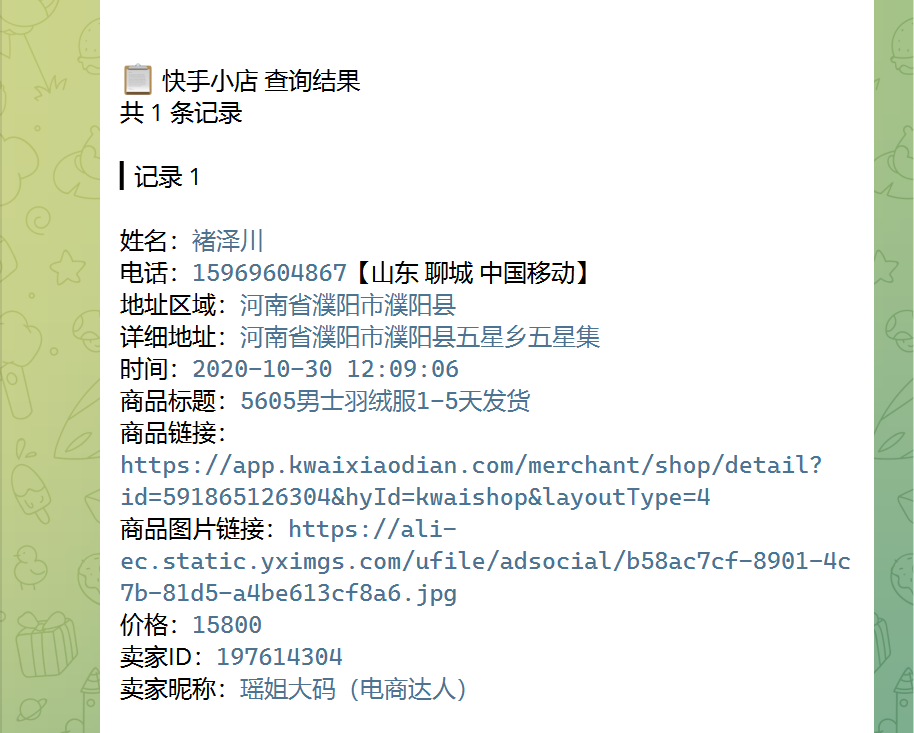 📋 快手小店 查询结果
共 1 条记录
记录 1
姓名：褚泽川
电话：15969604867【山东 聊城 中国移动】
地址区域：河南省濮阳市濮阳县
详细地址：河南省濮阳市濮阳县五星乡五星集
时间：2020-10-30 12:09:06
商品标题：5605男士羽绒服1-5天发货
商品链接：
https://app.kwaixiaodian.com/merchant/shop/detail?
id=591865126304&hyId=kwaishop&layoutType=4
商品图片链接：https://ali-
ec.static.yximgs.com/ufile/adsocial/b58ac7cf-8901-4c
7b-81d5-a4be613cf8a6.jpg
价格：15800
卖家ID：197614304
卖家昵称：瑶姐大码（电商达人）